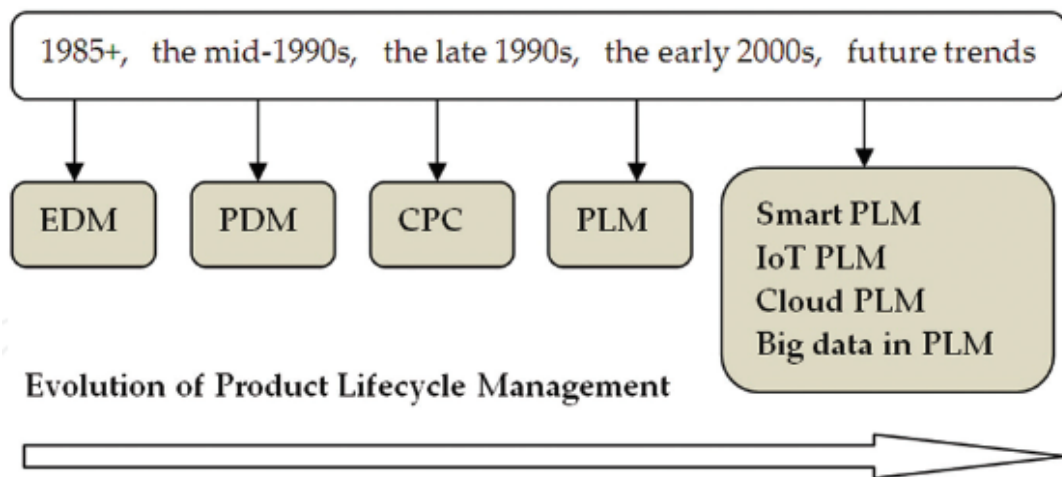 1985+, the mid-1990s, the late 1990s, the early 2000s, future trends
EDM
PDM
CPC
PLM
Smart PLM
IoT PLM
Cloud PLM
Big data in PLM
Evolution of Product Lifecycle Management